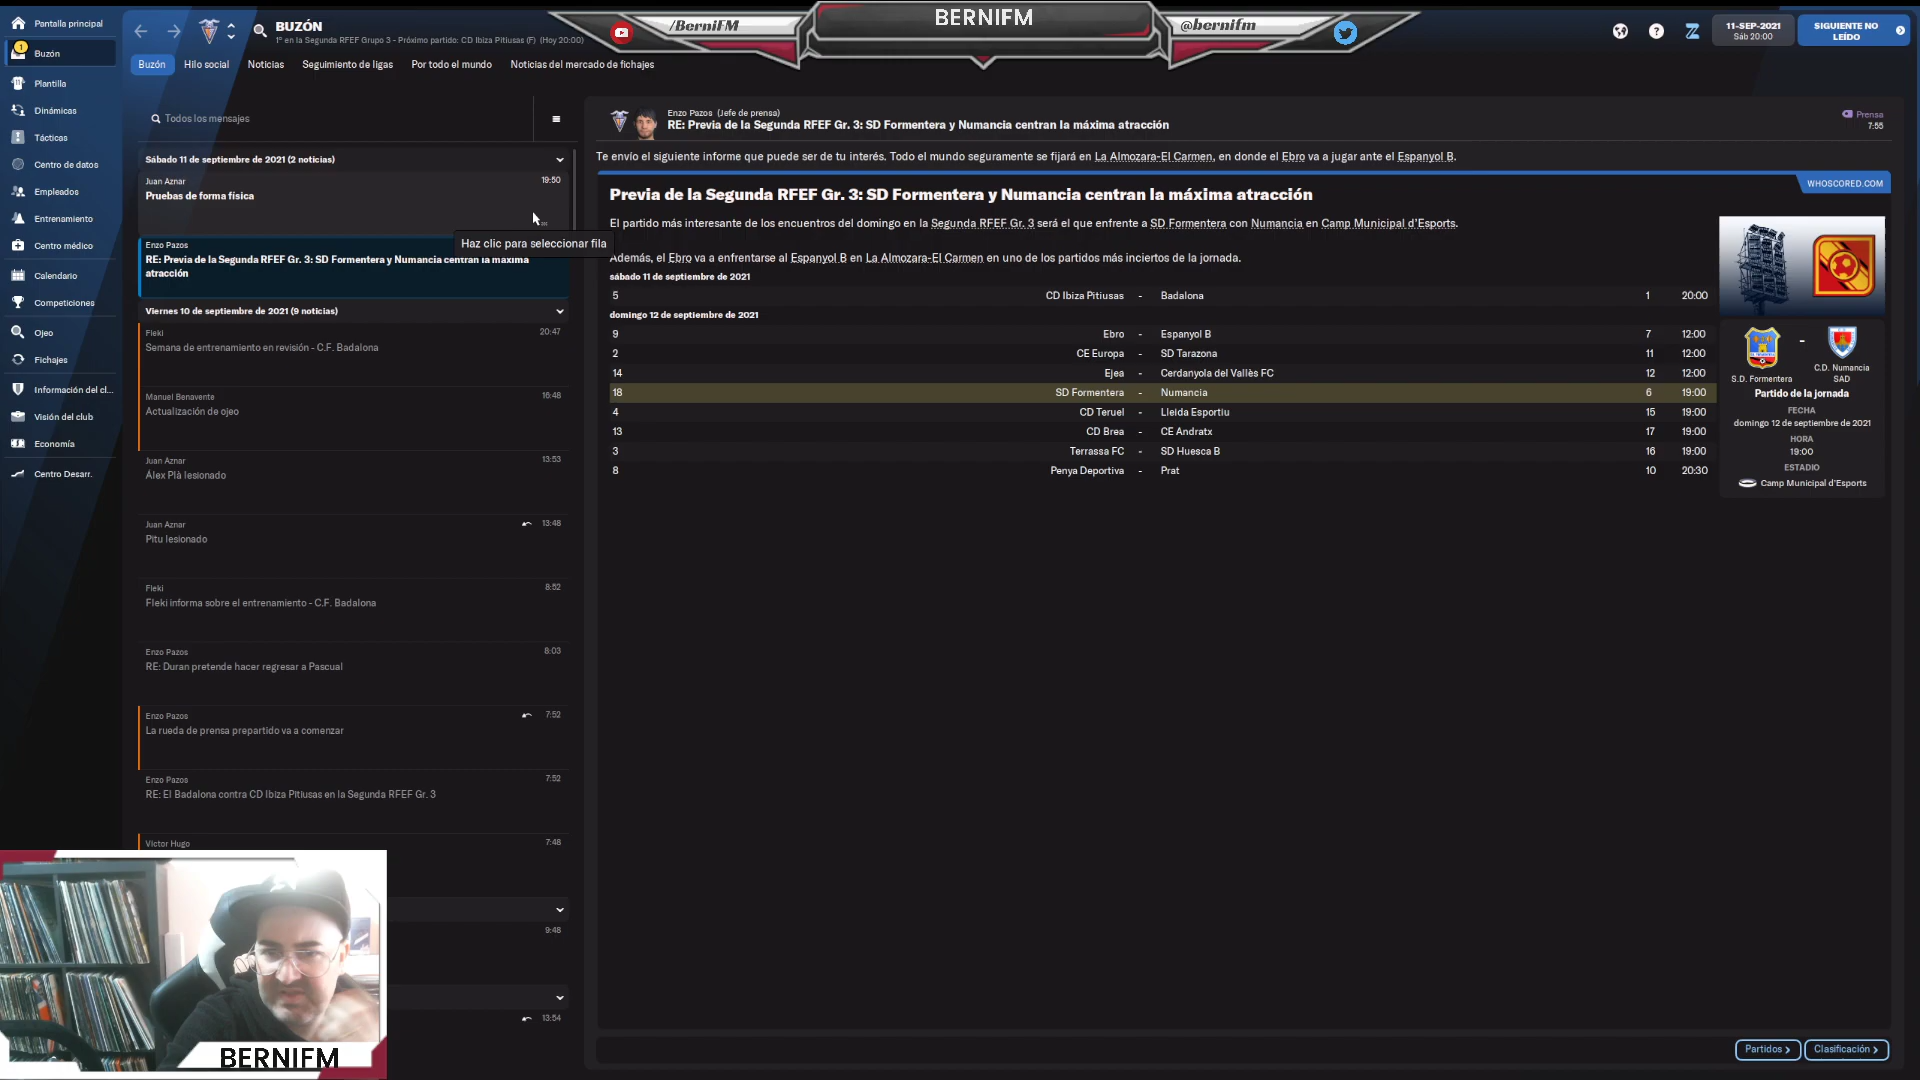 Pantalla principal
Buzón
1
Plantilla
Dinámicas
Tácticas
Centro de datos
Empleados
Entrenamiento
Centro médico
Calendario
Competiciones
Ojeo
Fichajes
Información del cl...
Visión del club
Economía
Centro Desarr.
BUZÓN
1º en la Segunda RFEF Grupo 3 - Próximo partido: CD Ibiza Pitiusas (F) (Hoy 20:00)
/BerniFM
BERNIFM
@bernifm
11-SEP-2021
Sáb 20:00
SIGUIENTE NO LEÍDO
Buzón
Hilo social
Noticias
Seguimiento de ligas
Por todo el mundo
Noticias del mercado de fichajes
Todos los mensajes
Sábado 11 de septiembre de 2021 (2 noticias)
Juan Aznar
19:50
Pruebas de forma física
Enzo Pazos
RE: Previa de la Segunda RFEF Gr. 3: SD Formentera y Numancia centran la máxima
atracción
Haz clic para seleccionar fila
Viernes 10 de septiembre de 2021 (9 noticias)
Fleki
20:47
Semana de entrenamiento en revisión - C.F. Badalona
Manuel Benavente
16:48
Actualización de ojeo
Juan Aznar
13:53
Álex Plà lesionado
Juan Aznar
13:48
Pitu lesionado
Fleki
8:52
Fleki informa sobre el entrenamiento - C.F. Badalona
Enzo Pazos
8:03
RE: Duran pretende hacer regresar a Pascual
Enzo Pazos
7:52
La rueda de prensa prepartido va a comenzar
Enzo Pazos
7:52
RE: El Badalona contra CD Ibiza Pitiusas en la Segunda RFEF Gr. 3
Víctor Hugo
7:48
9:48
13:54
BERNIFM
Enzo Pazos (Jefe de prensa)
RE: Previa de la Segunda RFEF Gr. 3: SD Formentera y Numancia centran la máxima atracción
Prensa
7:55
Te envío el siguiente informe que puede ser de tu interés. Todo el mundo seguramente se fijará en La Almozara-El Carmen, en donde el Ebro va a jugar ante el Espanyol B.
WHOSCORED.COM
Previa de la Segunda RFEF Gr. 3: SD Formentera y Numancia centran la máxima atracción
El partido más interesante de los encuentros del domingo en la Segunda RFEF Gr. 3 será el que enfrente a SD Formentera con Numancia en Camp Municipal d'Esports.
Además, el Ebro va a enfrentarse al Espanyol B en La Almozara-El Carmen en uno de los partidos más inciertos de la jornada.
sábado 11 de septiembre de 2021
5 CD Ibiza Pitiusas - Badalona 1 20:00
domingo 12 de septiembre de 2021
9 Ebro - Espanyol B 7 12:00
2 CE Europa - SD Tarazona 11 12:00
14 Ejea - Cerdanyola del Vallès FC 12 12:00
18 SD Formentera - Numancia 6 19:00
4 CD Teruel - Lleida Esportiu 15 19:00
13 CD Brea - CE Andratx 17 19:00
3 Terrassa FC - SD Huesca B 16 19:00
8 Penya Deportiva - Prat 10 20:30
-
S.D. Formentera
C.D. Numancia
SAD
Partido de la jornada
FECHA
domingo 12 de septiembre de 2021
HORA
19:00
ESTADIO
Camp Municipal d'Esports
Partidos
Clasificación